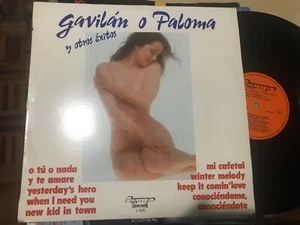 Gavilán o Paloma
y otros éxitos
o tú o nada
y te amare
yesterday's hero
when I need you
new kid in town
mi cafetal
winter melody
keep it comin'love
conociéndome,
conociéndote